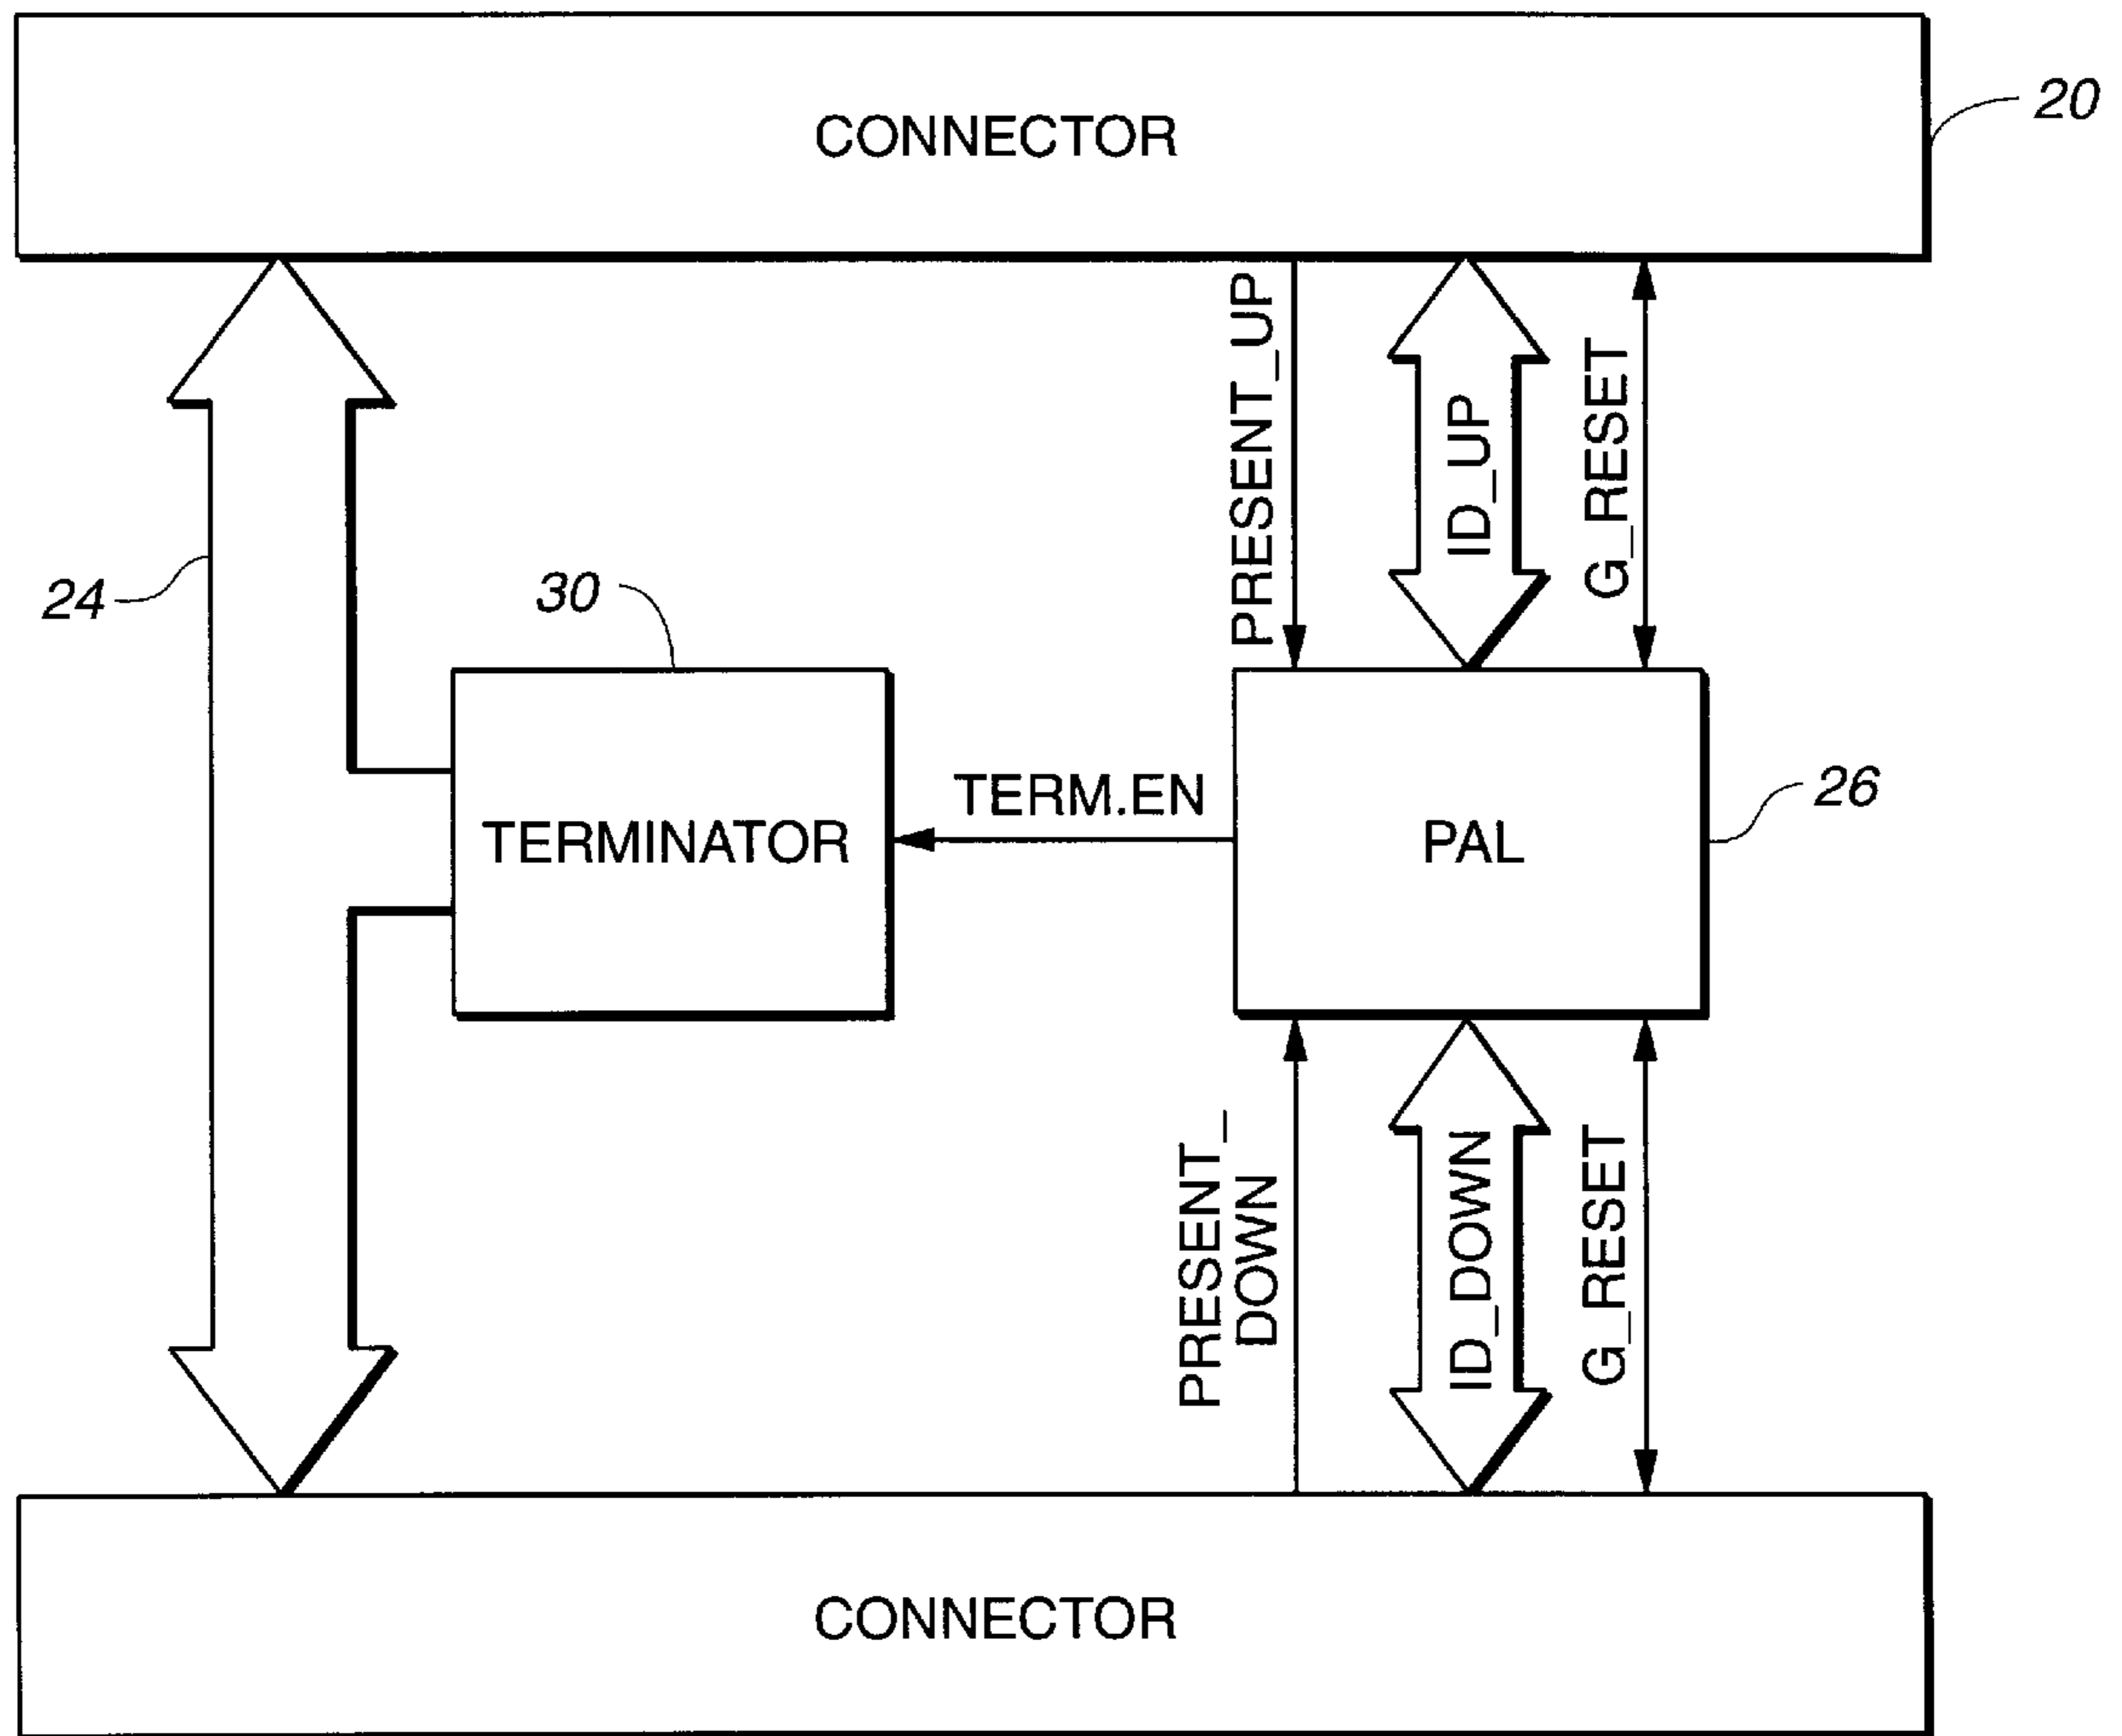 CONNECTOR
20
PRESENT_UP
ID_UP
G_RESET
24
30
TERMINATOR
TERM.EN
PAL
26
PRESENT_
DOWN
ID_DOWN
G_RESET
CONNECTOR